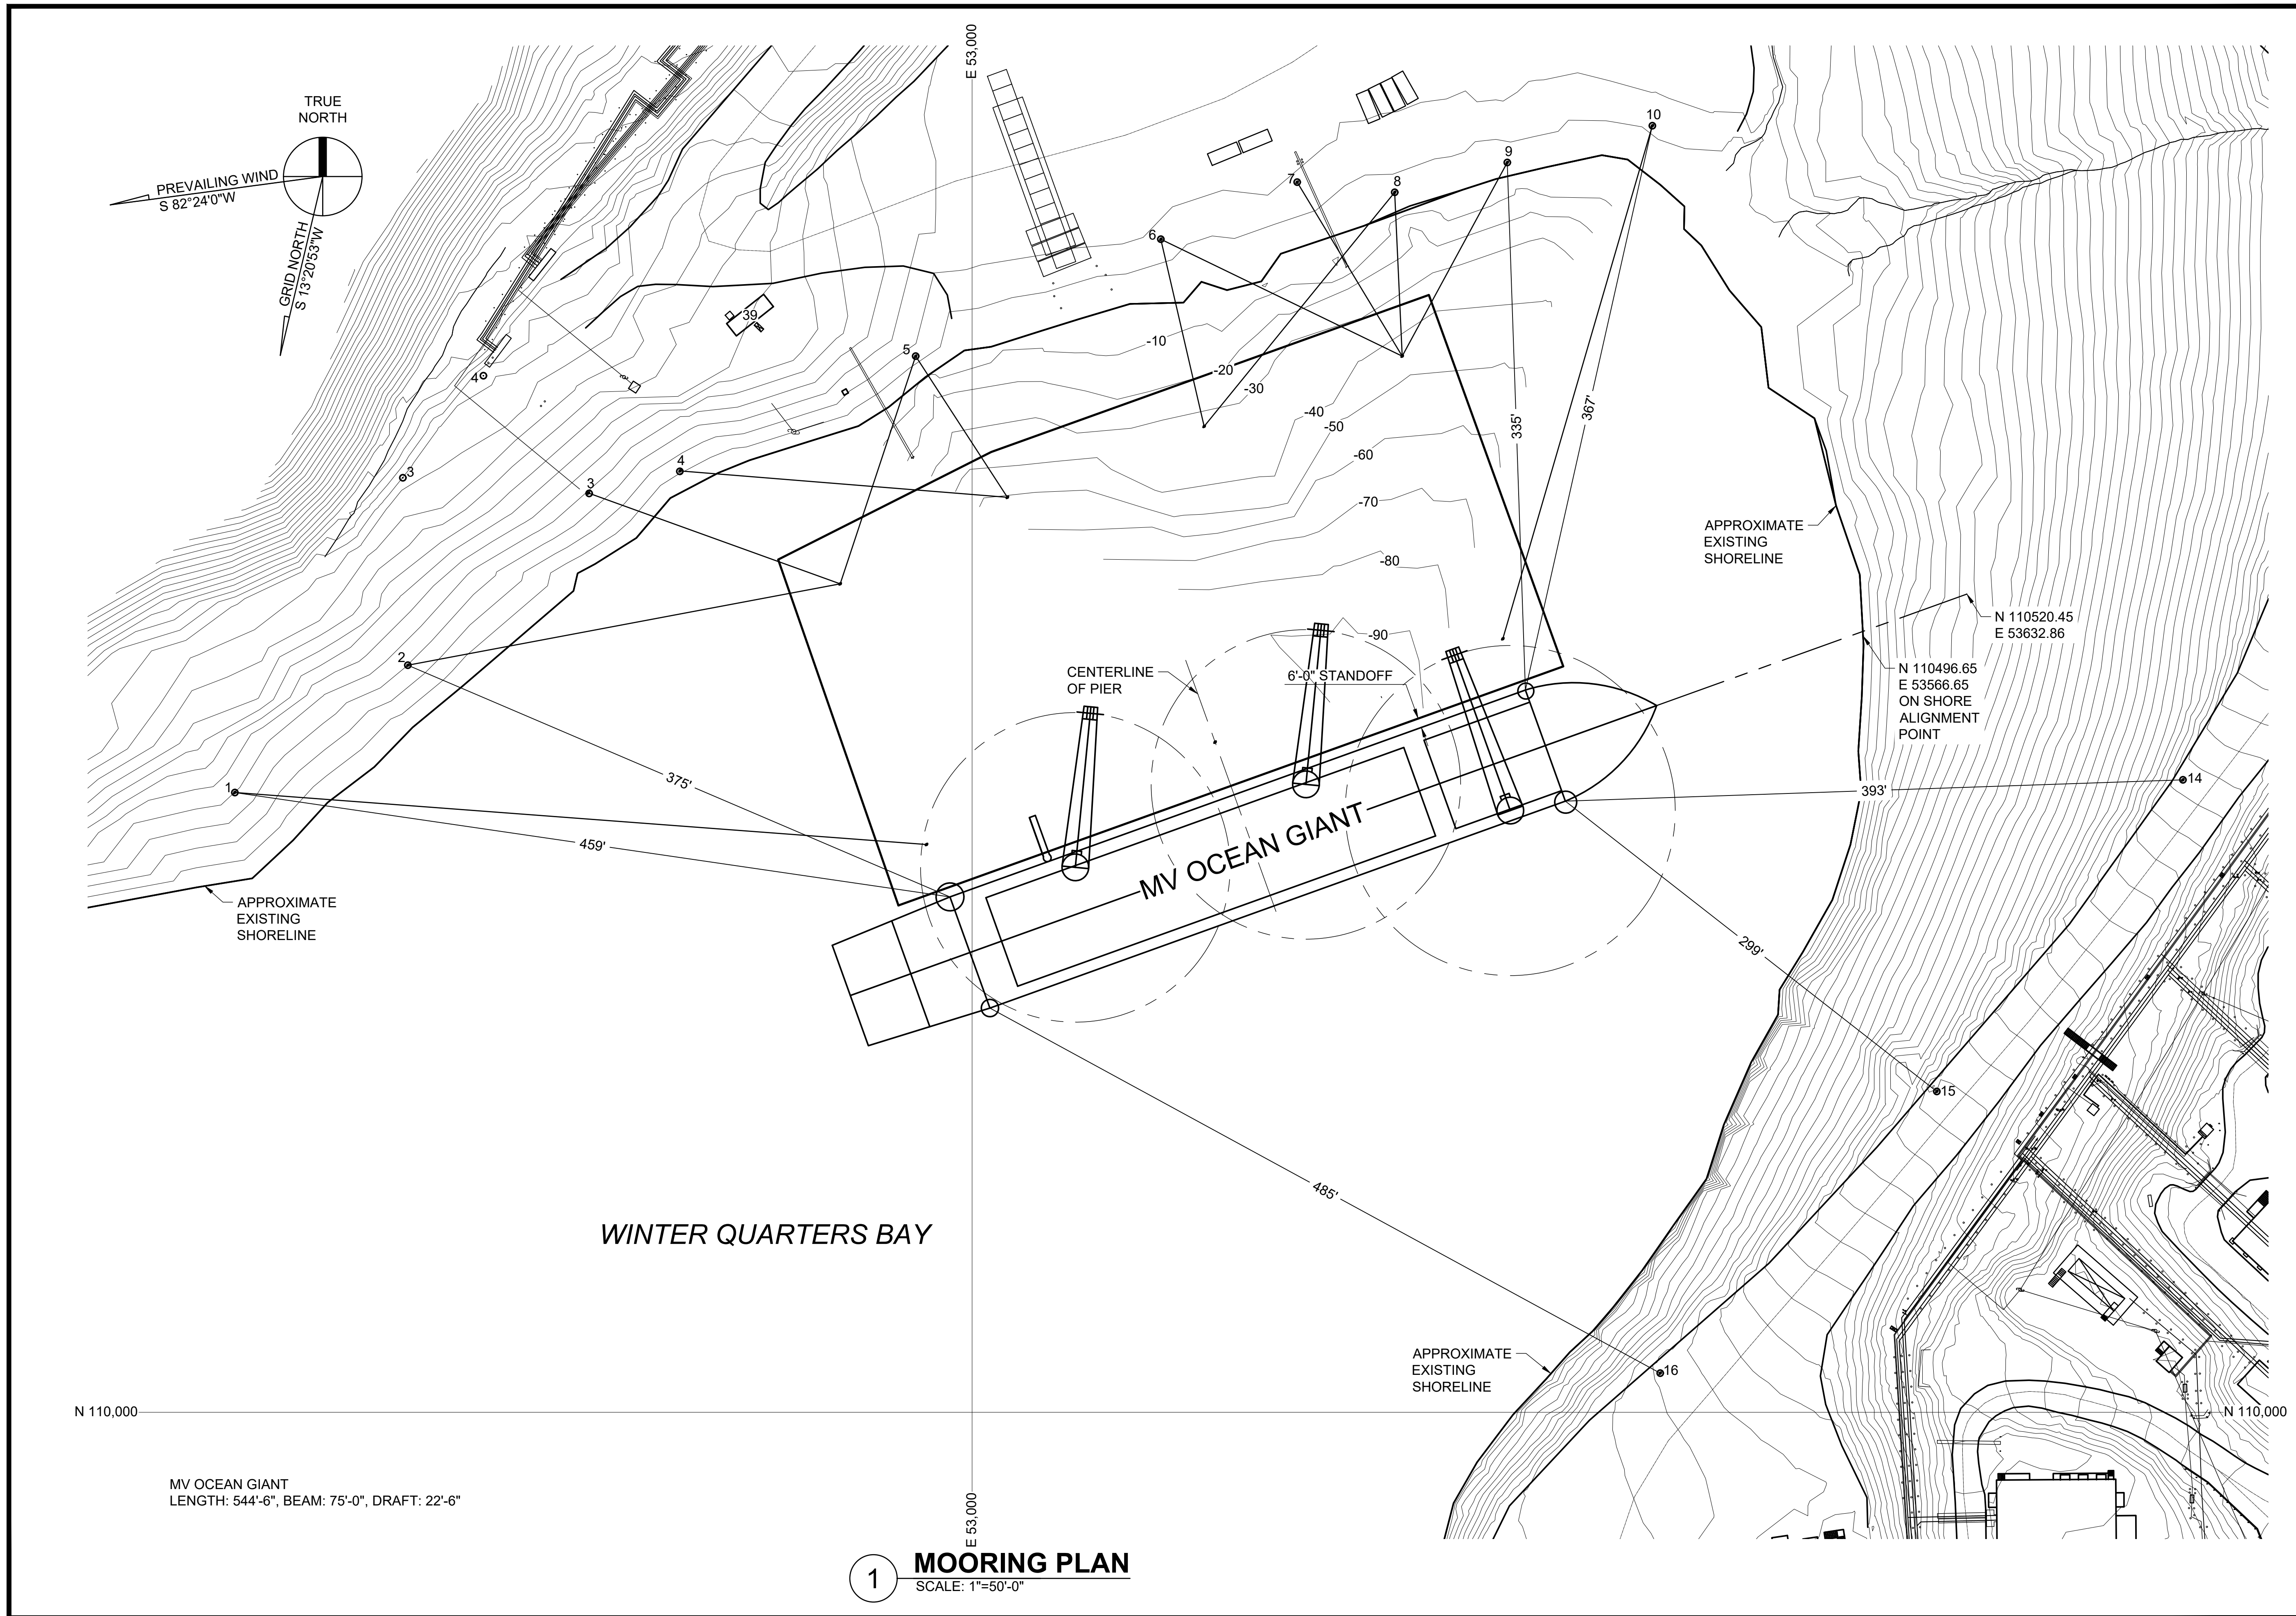 E 53,000
TRUE
NORTH
PREVAILING WIND
S 82°24'0"W
GRID NORTH
S 13°20'53"W
10
9
8
7
6
39
5
4
4
3
3
-10
-20
-30
-40
-50
-60
-70
-80
-90
335'
367'
APPROXIMATE
EXISTING
SHORELINE
N 110520.45
E 53632.86
N 110496.65
E 53566.65
ON SHORE
ALIGNMENT
POINT
2
CENTERLINE
OF PIER
6'-0" STANDOFF
1
375'
459'
393'
14
MV OCEAN GIANT
APPROXIMATE
EXISTING
SHORELINE
299'
15
485'
WINTER QUARTERS BAY
APPROXIMATE
EXISTING
SHORELINE
16
N 110,000
N 110,000
MV OCEAN GIANT
LENGTH: 544'-6", BEAM: 75'-0", DRAFT: 22'-6"
E 53,000
1
MOORING PLAN
SCALE: 1"=50'-0"